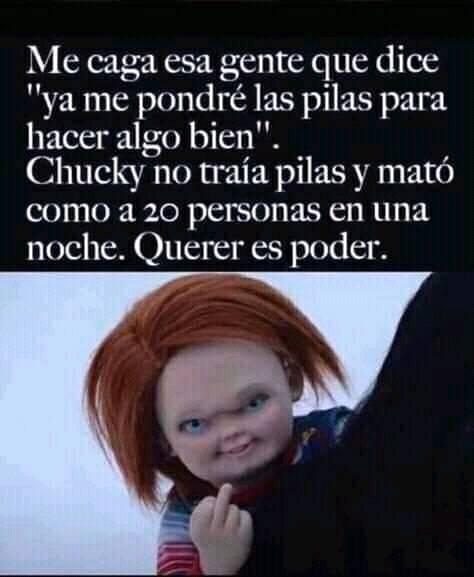 Me caga esa gente que dice
"ya me pondré las pilas para
hacer algo bien".
Chucky no traía pilas y mató
como a 20 personas en una
noche. Querer es poder.